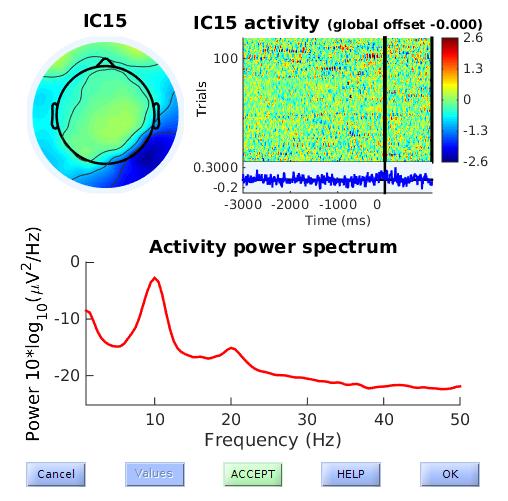 IC15
IC15 activity (global offset -0.000)
Trials
100
0.3000
-0.2
-3000 -2000 -1000 0
Time (ms)
2.6
1.3
0
-1.3
-2.6
Activity power spectrum
Power 10*log10(μV2/Hz)
0
-10
-20
10 20 30 40 50
Frequency (Hz)
Cancel Values ACCEPT HELP OK